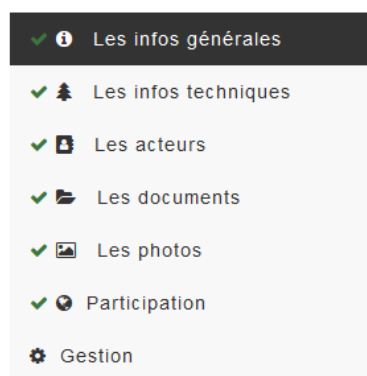 Les infos générales
Les infos techniques
Les acteurs
Les documents
Les photos
Participation
Gestion